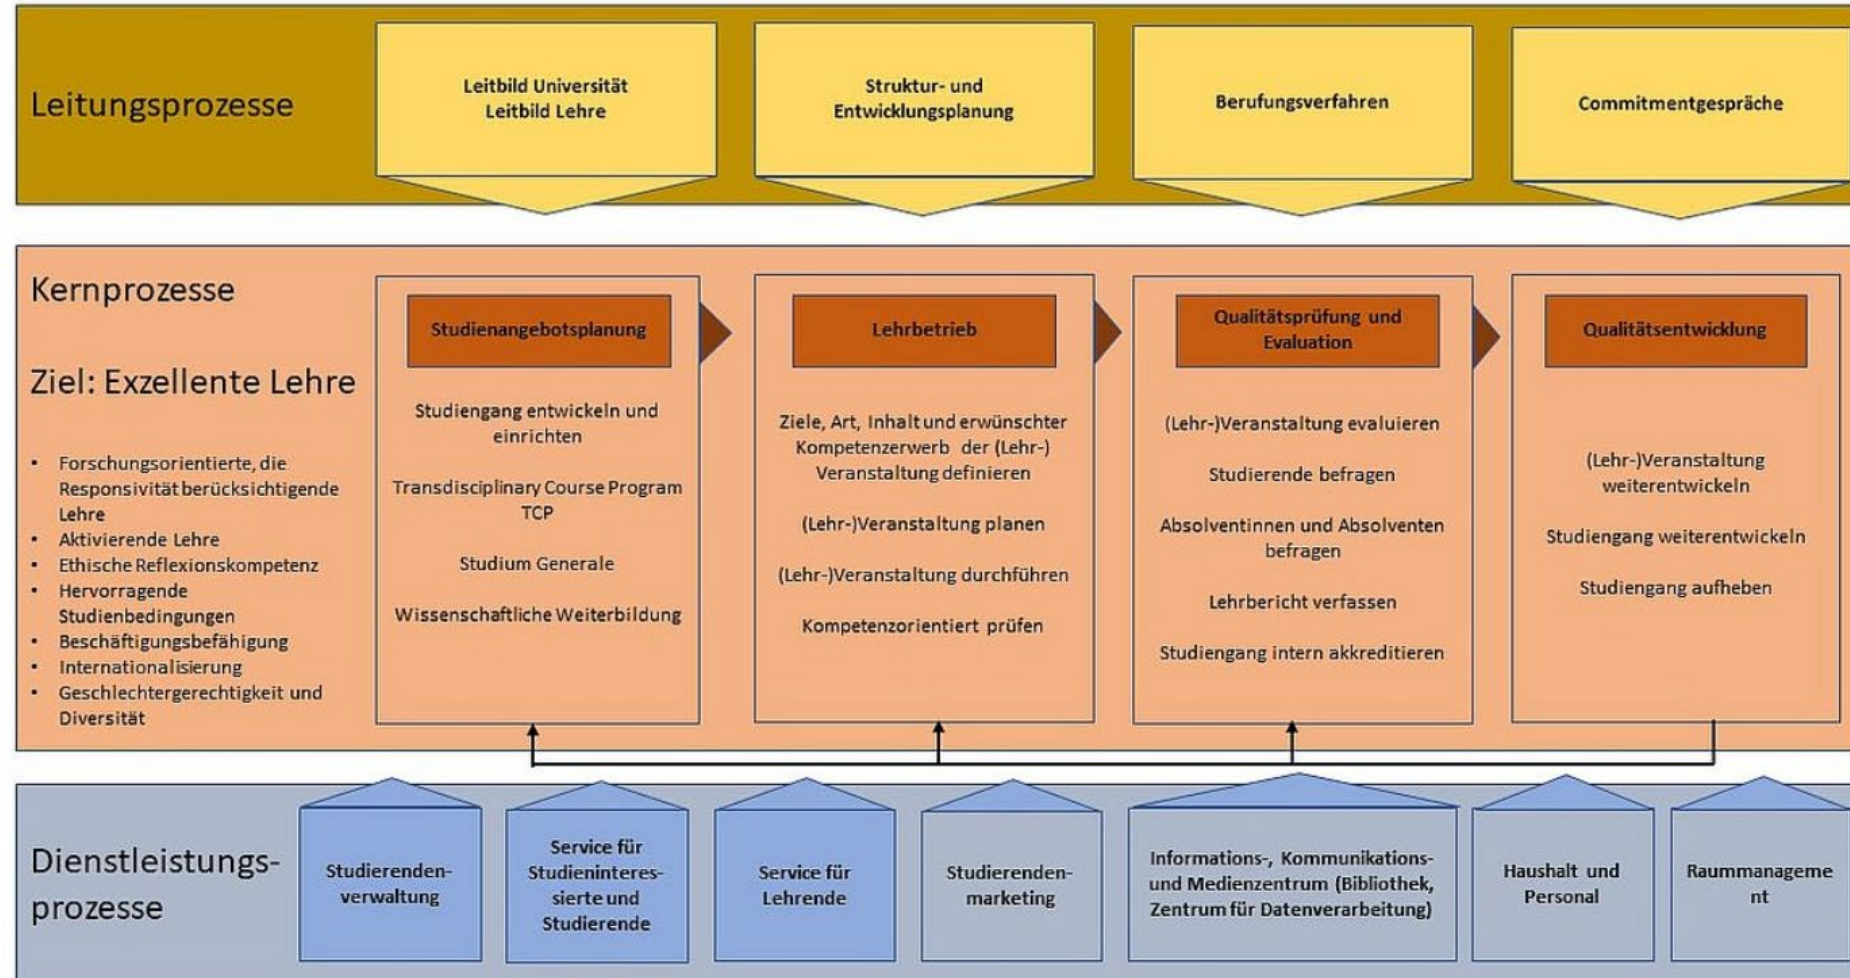 Leitungsprozesse
Leitbild Universität
Leitbild Lehre
Struktur- und
Entwicklungsplanung
Berufungsverfahren
Commitmentgespräche
Kernprozesse
Ziel: Exzellente Lehre
• Forschungsorientierte, die
Responsivität berücksichtigende
Lehre
• Aktivierende Lehre
• Ethische Reflexionskompetenz
• Hervorragende
Studienbedingungen
• Beschäftigungsbefähigung
• Internationalisierung
• Geschlechtergerechtigkeit und
Diversität
Studienangebotsplanung
Studiengang entwickeln und
einrichten
Transdisciplinary Course Program
TCP
Studium Generale
Wissenschaftliche Weiterbildung
Lehrbetrieb
Ziele, Art, Inhalt und erwünschter
Kompetenzerwerb der (Lehr-)
Veranstaltung definieren
(Lehr-)Veranstaltung planen
(Lehr-)Veranstaltung durchführen
Kompetenzorientiert prüfen
Qualitätsprüfung und
Evaluation
(Lehr-)Veranstaltung evaluieren
Studierende befragen
Absolventinnen und Absolventen
befragen
Lehrbericht verfassen
Studiengang intern akkreditieren
Qualitätsentwicklung
(Lehr-)Veranstaltung
weiterentwickeln
Studiengang weiterentwickeln
Studiengang aufheben
Dienstleistungs-
prozesse
Studierenden-
verwaltung
Service für
Studieninteres-
sierte und
Studierende
Service für
Lehrende
Studierenden-
marketing
Informations-, Kommunikations-
und Medienzentrum (Bibliothek,
Zentrum für Datenverarbeitung)
Haushalt und
Personal
Raummanageme
nt